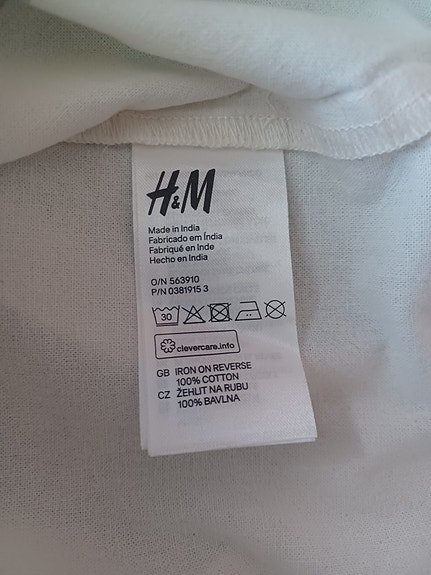 H&M
Made in India
Fabricado em Índia
Fabriqué en Inde
Hecho en India
O/N 563910
P/N 0381915 3
30
clevercare.info
GB IRON ON REVERSE
100% COTTON
CZ ŽEHLIT NA RUBU
100% BAVLNA